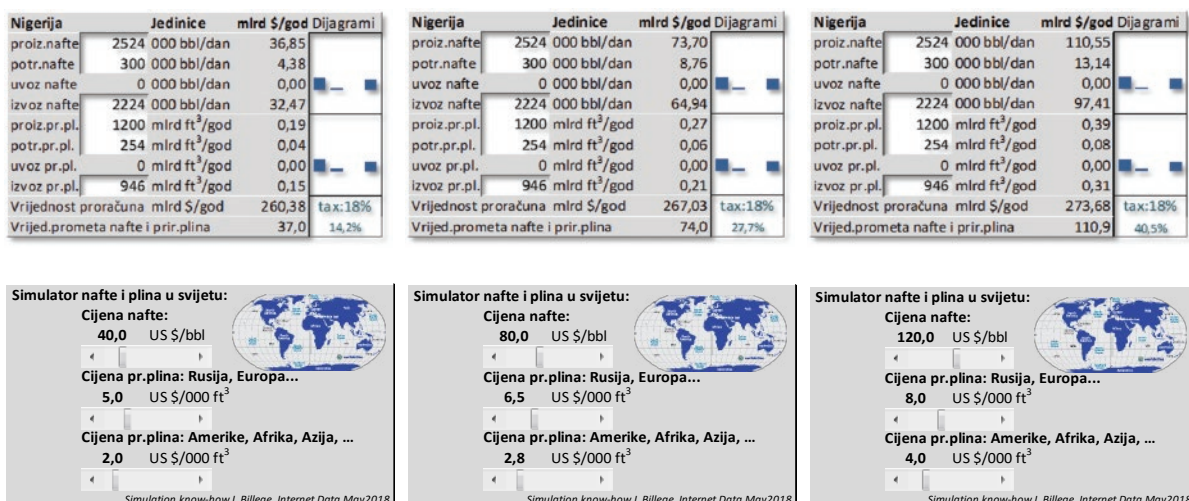 Nigerija Jedinice mlrd $/god Dijagrami
proiz.nafte 2524 000 bbl/dan 36,85
potr.nafte 300 000 bbl/dan 4,38
uvoz nafte 0 000 bbl/dan 0,00
izvoz nafte 2224 000 bbl/dan 32,47
proiz.pr.pl. 1200 mlrd ft³/god 0,19
potr.pr.pl. 254 mlrd ft³/god 0,04
uvoz pr.pl. 0 mlrd ft³/god 0,00
izvoz pr.pl. 946 mlrd ft³/god 0,15
Vrijednost proračuna mlrd $/god 260,38 tax:18%
Vrijed.prometa nafte i prir.plina 37,0 14,2%
Nigerija Jedinice mlrd $/god Dijagrami
proiz.nafte 2524 000 bbl/dan 73,70
potr.nafte 300 000 bbl/dan 8,76
uvoz nafte 0 000 bbl/dan 0,00
izvoz nafte 2224 000 bbl/dan 64,94
proiz.pr.pl. 1200 mlrd ft³/god 0,27
potr.pr.pl. 254 mlrd ft³/god 0,06
uvoz pr.pl. 0 mlrd ft³/god 0,00
izvoz pr.pl. 946 mlrd ft³/god 0,21
Vrijednost proračuna mlrd $/god 267,03 tax:18%
Vrijed.prometa nafte i prir.plina 74,0 27,7%
Nigerija Jedinice mlrd $/god Dijagrami
proiz.nafte 2524 000 bbl/dan 110,55
potr.nafte 300 000 bbl/dan 13,14
uvoz nafte 0 000 bbl/dan 0,00
izvoz nafte 2224 000 bbl/dan 97,41
proiz.pr.pl. 1200 mlrd ft³/god 0,39
potr.pr.pl. 254 mlrd ft³/god 0,08
uvoz pr.pl. 0 mlrd ft³/god 0,00
izvoz pr.pl. 946 mlrd ft³/god 0,31
Vrijednost proračuna mlrd $/god 273,68 tax:18%
Vrijed.prometa nafte i prir.plina 110,9 40,5%
Simulator nafte i plina u svijetu:
Cijena nafte:
40,0 US $/bbl
Cijena pr.plina: Rusija, Europa...
5,0 US $/000 ft³
Cijena pr.plina: Amerike, Afrika, Azija, ...
2,0 US $/000 ft³
Simulation know-how I. Billege, Internet Data May2018
Simulator nafte i plina u svijetu:
Cijena nafte:
80,0 US $/bbl
Cijena pr.plina: Rusija, Europa...
6,5 US $/000 ft³
Cijena pr.plina: Amerike, Afrika, Azija, ...
2,8 US $/000 ft³
Simulation know-how I. Billege, Internet Data May2018
Simulator nafte i plina u svijetu:
Cijena nafte:
120,0 US $/bbl
Cijena pr.plina: Rusija, Europa...
8,0 US $/000 ft³
Cijena pr.plina: Amerike, Afrika, Azija, ...
4,0 US $/000 ft³
Simulation know-how I. Billege, Internet Data May2018